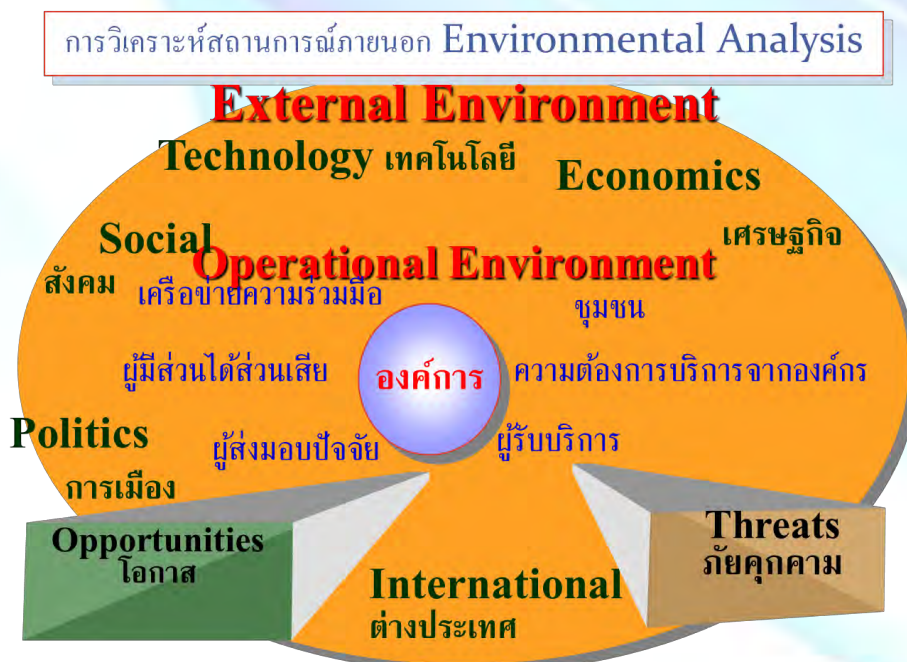 การวิเคราะห์สถานการณ์ภายนอก Environmental Analysis
External Environment
Technology เทคโนโลยี
Economics
เศรษฐกิจ
Social
สังคม
Operational Environment
เครือข่ายความร่วมมือ
ชุมชน
ผู้มีส่วนได้ส่วนเสีย
องค์การ
ความต้องการบริการจากองค์กร
Politics
การเมือง
ผู้ส่งมอบปัจจัย
ผู้รับบริการ
Opportunities
โอกาส
Threats
ภัยคุกคาม
International
ต่างประเทศ